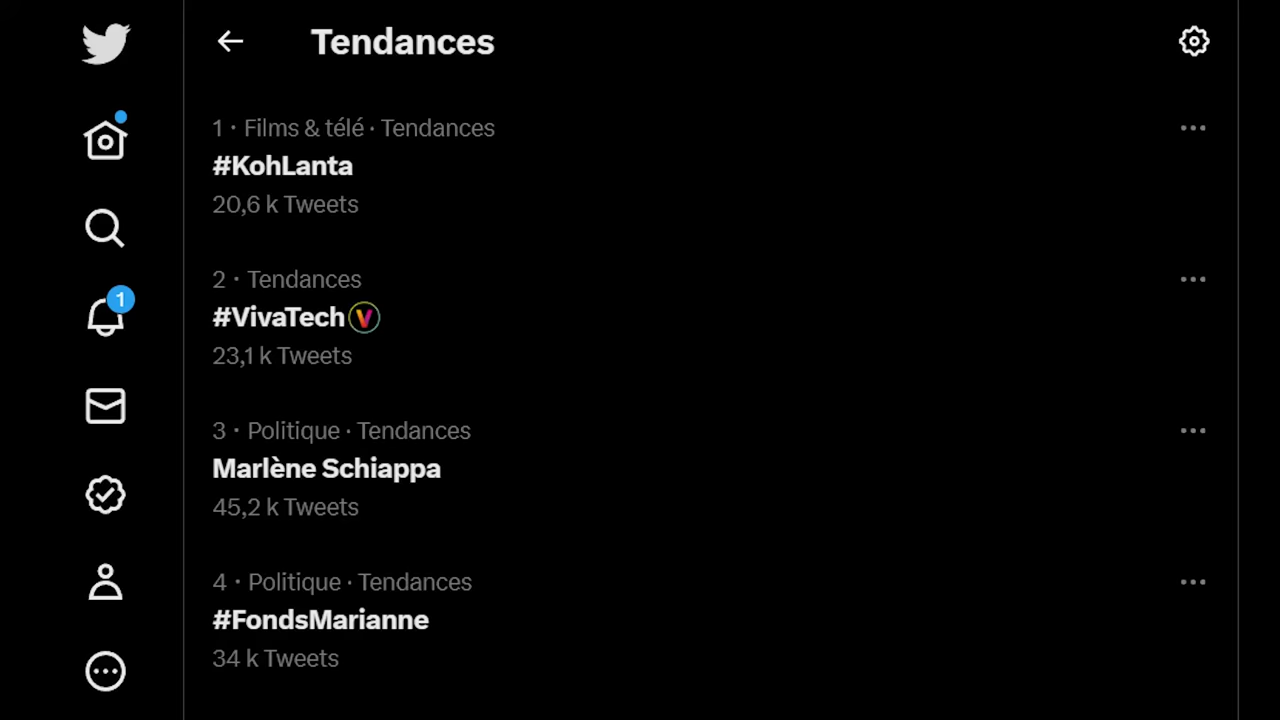 Tendances
1 · Films & télé · Tendances
#KohLanta
20,6 k Tweets
1
2 · Tendances
#VivaTech
23,1 k Tweets
3 · Politique · Tendances
Marlène Schiappa
45,2 k Tweets
4 · Politique · Tendances
#FondsMarianne
34 k Tweets